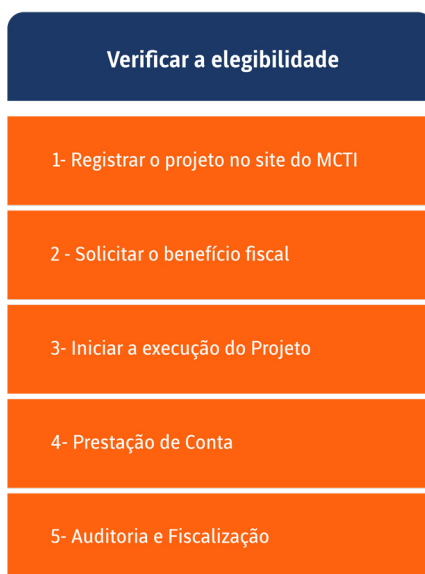 Verificar a elegibilidade
1- Registrar o projeto no site do MCTI
2 - Solicitar o benefício fiscal
3- Iniciar a execução do Projeto
4- Prestação de Conta
5- Auditoria e Fiscalização